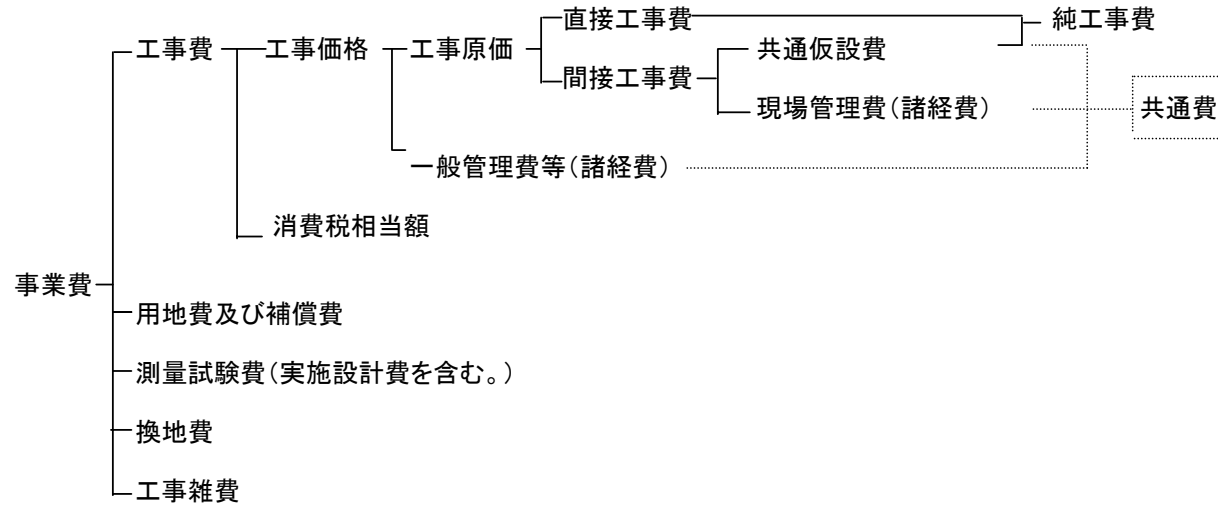 直接工事費
純工事費
工事費
工事価格
工事原価
共通仮設費
間接工事費
現場管理費(諸経費)
共通費
一般管理費等(諸経費)
消費税相当額
事業費
用地費及び補償費
測量試験費(実施設計費を含む。)
換地費
工事雑費